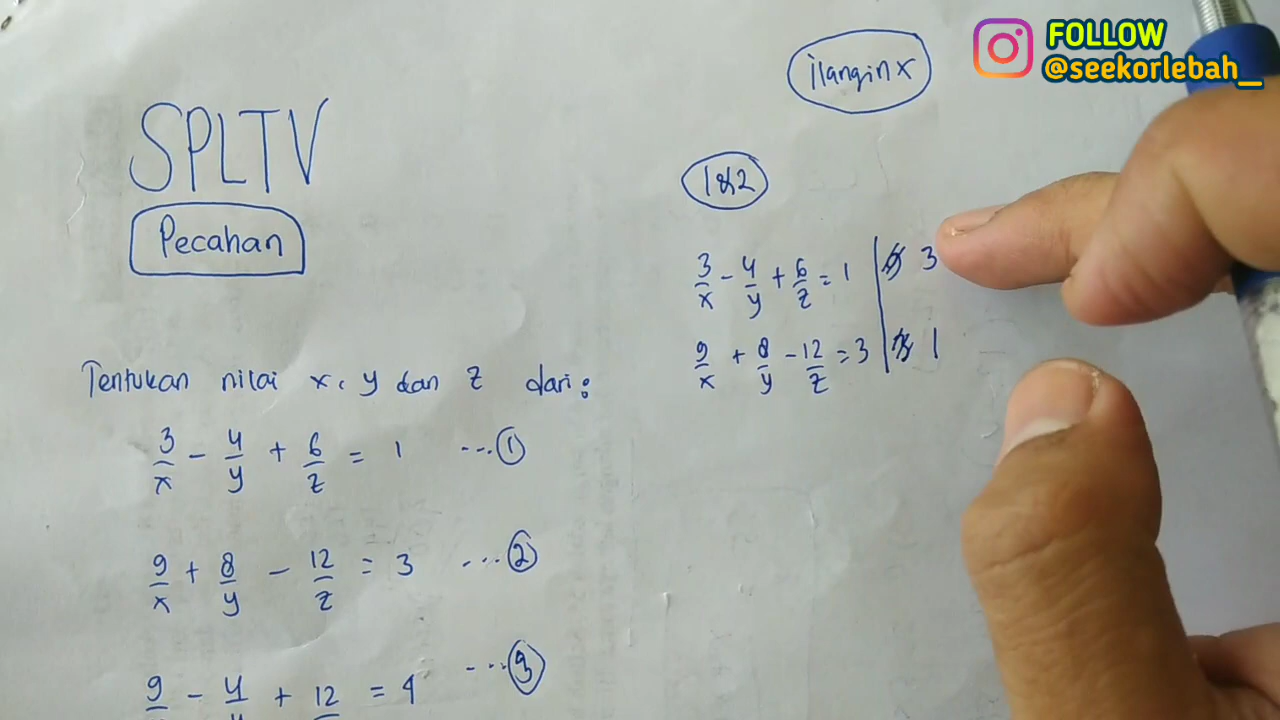 FOLLOW
@seekorlebah_
SPLTV
Pecahan
Tentukan nilai x, y dan z dari:
3/x - 4/y + 6/z = 1 ...①
9/x + 8/y - 12/z = 3 ...②
9/ - 4/y + 12/ = 4 ...③
ilangin x
1&2
3/x - 4/y + 6/z = 1 | 3
9/x + 8/y - 12/z = 3 | 1